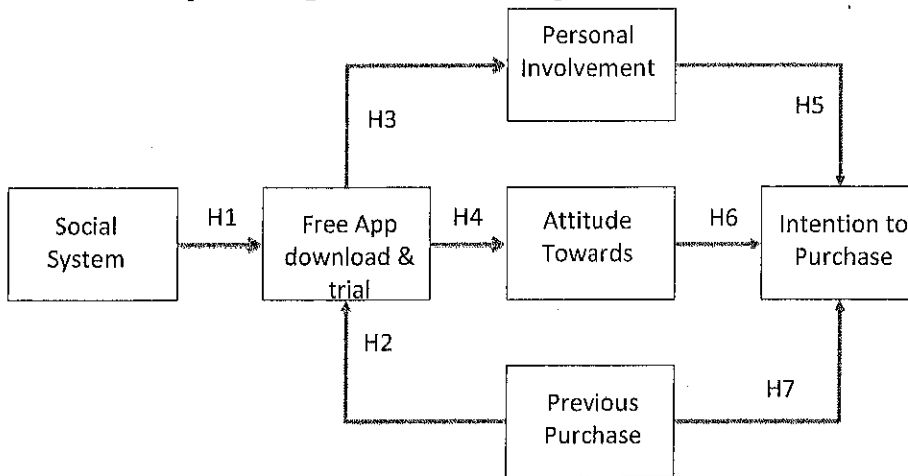 Personal
Involvement
H3
H5
Social
System
H1
Free App
download &
trial
H4
Attitude
Towards
H6
Intention to
Purchase
H2
H7
Previous
Purchase